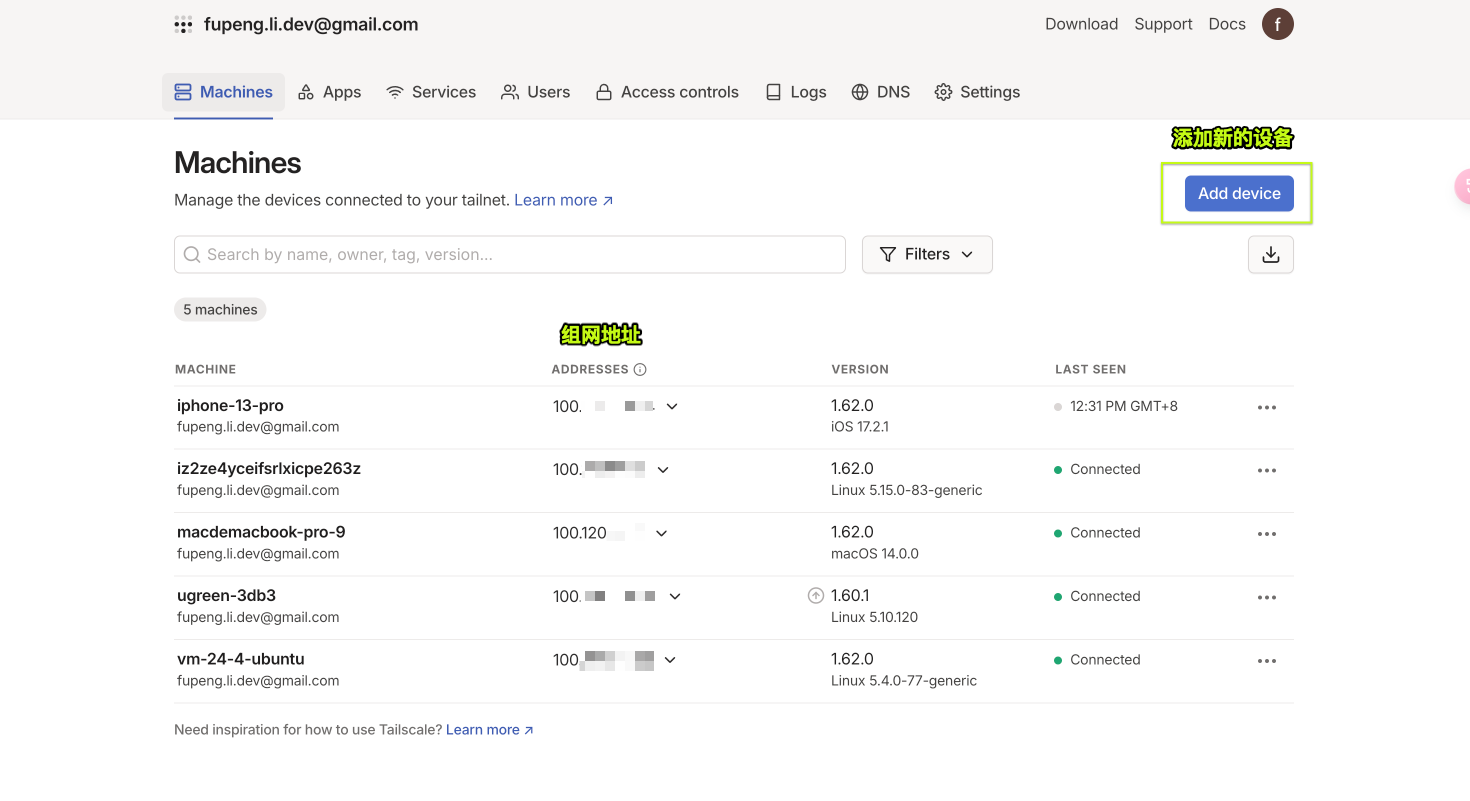 fupeng.li.dev@gmail.com
Download Support Docs f
Machines Apps Services Users Access controls Logs DNS Settings
添加新的设备
Machines
Add device
Manage the devices connected to your tailnet. Learn more ↗
Search by name, owner, tag, version...
Filters
5 machines
组网地址
MACHINE ADDRESSES VERSION LAST SEEN
iphone-13-pro 100. 1.62.0 12:31 PM GMT+8
fupeng.li.dev@gmail.com iOS 17.2.1
iz2ze4yceifsrlxicpe263z 100. 1.62.0 Connected
fupeng.li.dev@gmail.com Linux 5.15.0-83-generic
macdemacbook-pro-9 100.120 1.62.0 Connected
fupeng.li.dev@gmail.com macOS 14.0.0
ugreen-3db3 100. 1.60.1 Connected
fupeng.li.dev@gmail.com Linux 5.10.120
vm-24-4-ubuntu 100. 1.62.0 Connected
fupeng.li.dev@gmail.com Linux 5.4.0-77-generic
Need inspiration for how to use Tailscale? Learn more ↗